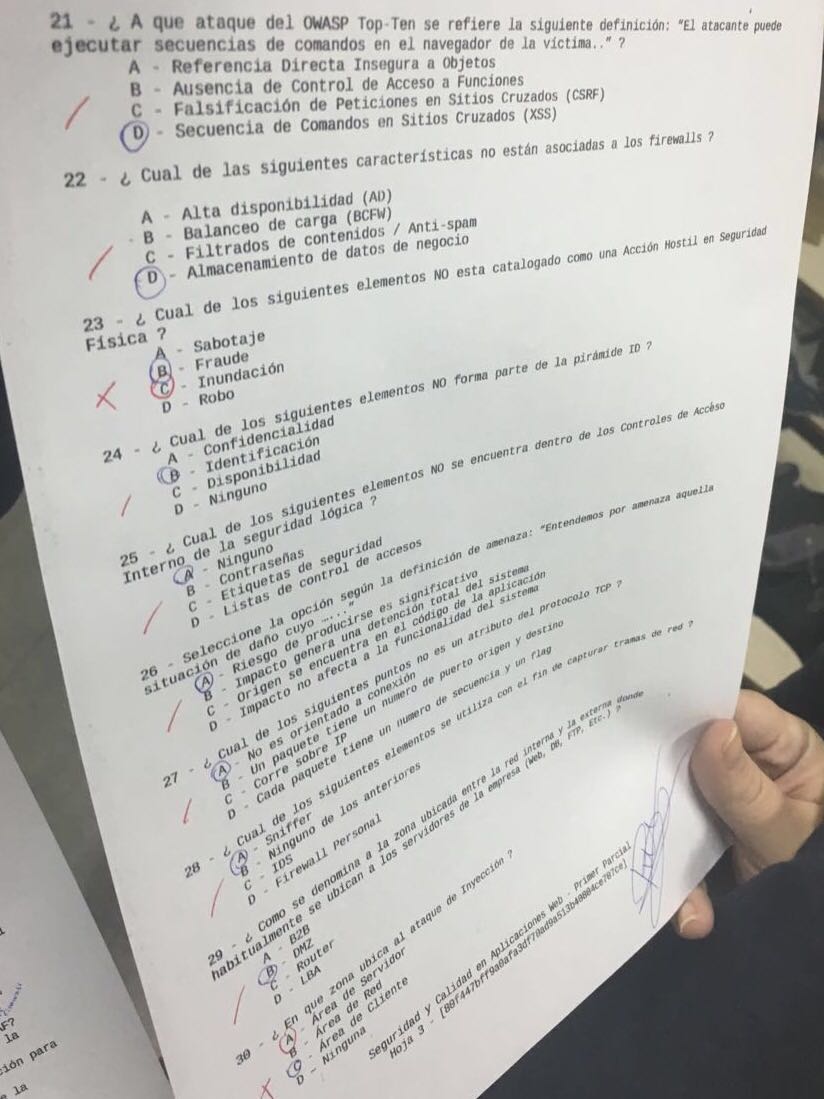 21 - ¿ A que ataque del OWASP Top-Ten se refiere la siguiente definición: "El atacante puede
ejecutar secuencias de comandos en el navegador de la víctima.." ?
A - Referencia Directa Insegura a Objetos
B - Ausencia de Control de Acceso a Funciones
C - Falsificación de Peticiones en Sitios Cruzados (CSRF)
D - Secuencia de Comandos en Sitios Cruzados (XSS)
22 - ¿ Cual de las siguientes características no están asociadas a los firewalls ?
A - Alta disponibilidad (AD)
B - Balanceo de carga (BCFW)
C - Filtrados de contenidos / Anti-spam
D - Almacenamiento de datos de negocio
23 - ¿ Cual de los siguientes elementos NO esta catalogado como una Acción Hostil en Seguridad
Física ?
A - Sabotaje
B - Fraude
C - Inundación
D - Robo
24 - ¿ Cual de los siguientes elementos NO forma parte de la pirámide ID ?
A - Confidencialidad
B - Identificación
C - Disponibilidad
D - Ninguno
25 - ¿ Cual de los siguientes elementos NO se encuentra dentro de los Controles de Accéso
Interno de la seguridad lógica ?
A - Ninguno
B - Contraseñas
C - Etiquetas de seguridad
D - Listas de control de accesos
26 - Seleccione la opción según la definición de amenaza: "Entendemos por amenaza aquella
situación de daño cuyo ……"
A - Riesgo de producirse es significativo
B - Impacto genera una detención total del sistema
C - Origen se encuentra en el código de la aplicación
D - Impacto no afecta a la funcionalidad del sistema
27 - ¿ Cual de los siguientes puntos no es un atributo del protocolo TCP ?
A - No es orientado a conexión
B - Un paquete tiene un numero de puerto origen y destino
C - Corre sobre IP
D - Cada paquete tiene un numero de secuencia y un flag
28 - ¿ Cual de los siguientes elementos se utiliza con el fin de capturar tramas de red ?
A - Sniffer
B - Ninguno de los anteriores
C - IDS
D - Firewall Personal
29 - ¿ Como se denomina a la zona ubicada entre la red interna y la externa donde
habitualmente se ubican a los servidores de la empresa (Web, DB, FTP, Etc.) ?
A - B2B
B - DMZ
C - Router
D - LBA
30 - ¿ En que zona ubica al ataque de Inyección ?
A - Área de Servidor
B - Área de Red
C - Área de Cliente
D - Ninguna
Seguridad y Calidad en Aplicaciones Web - Primer Parcial
Hoja 3 -
la
ión para
e la